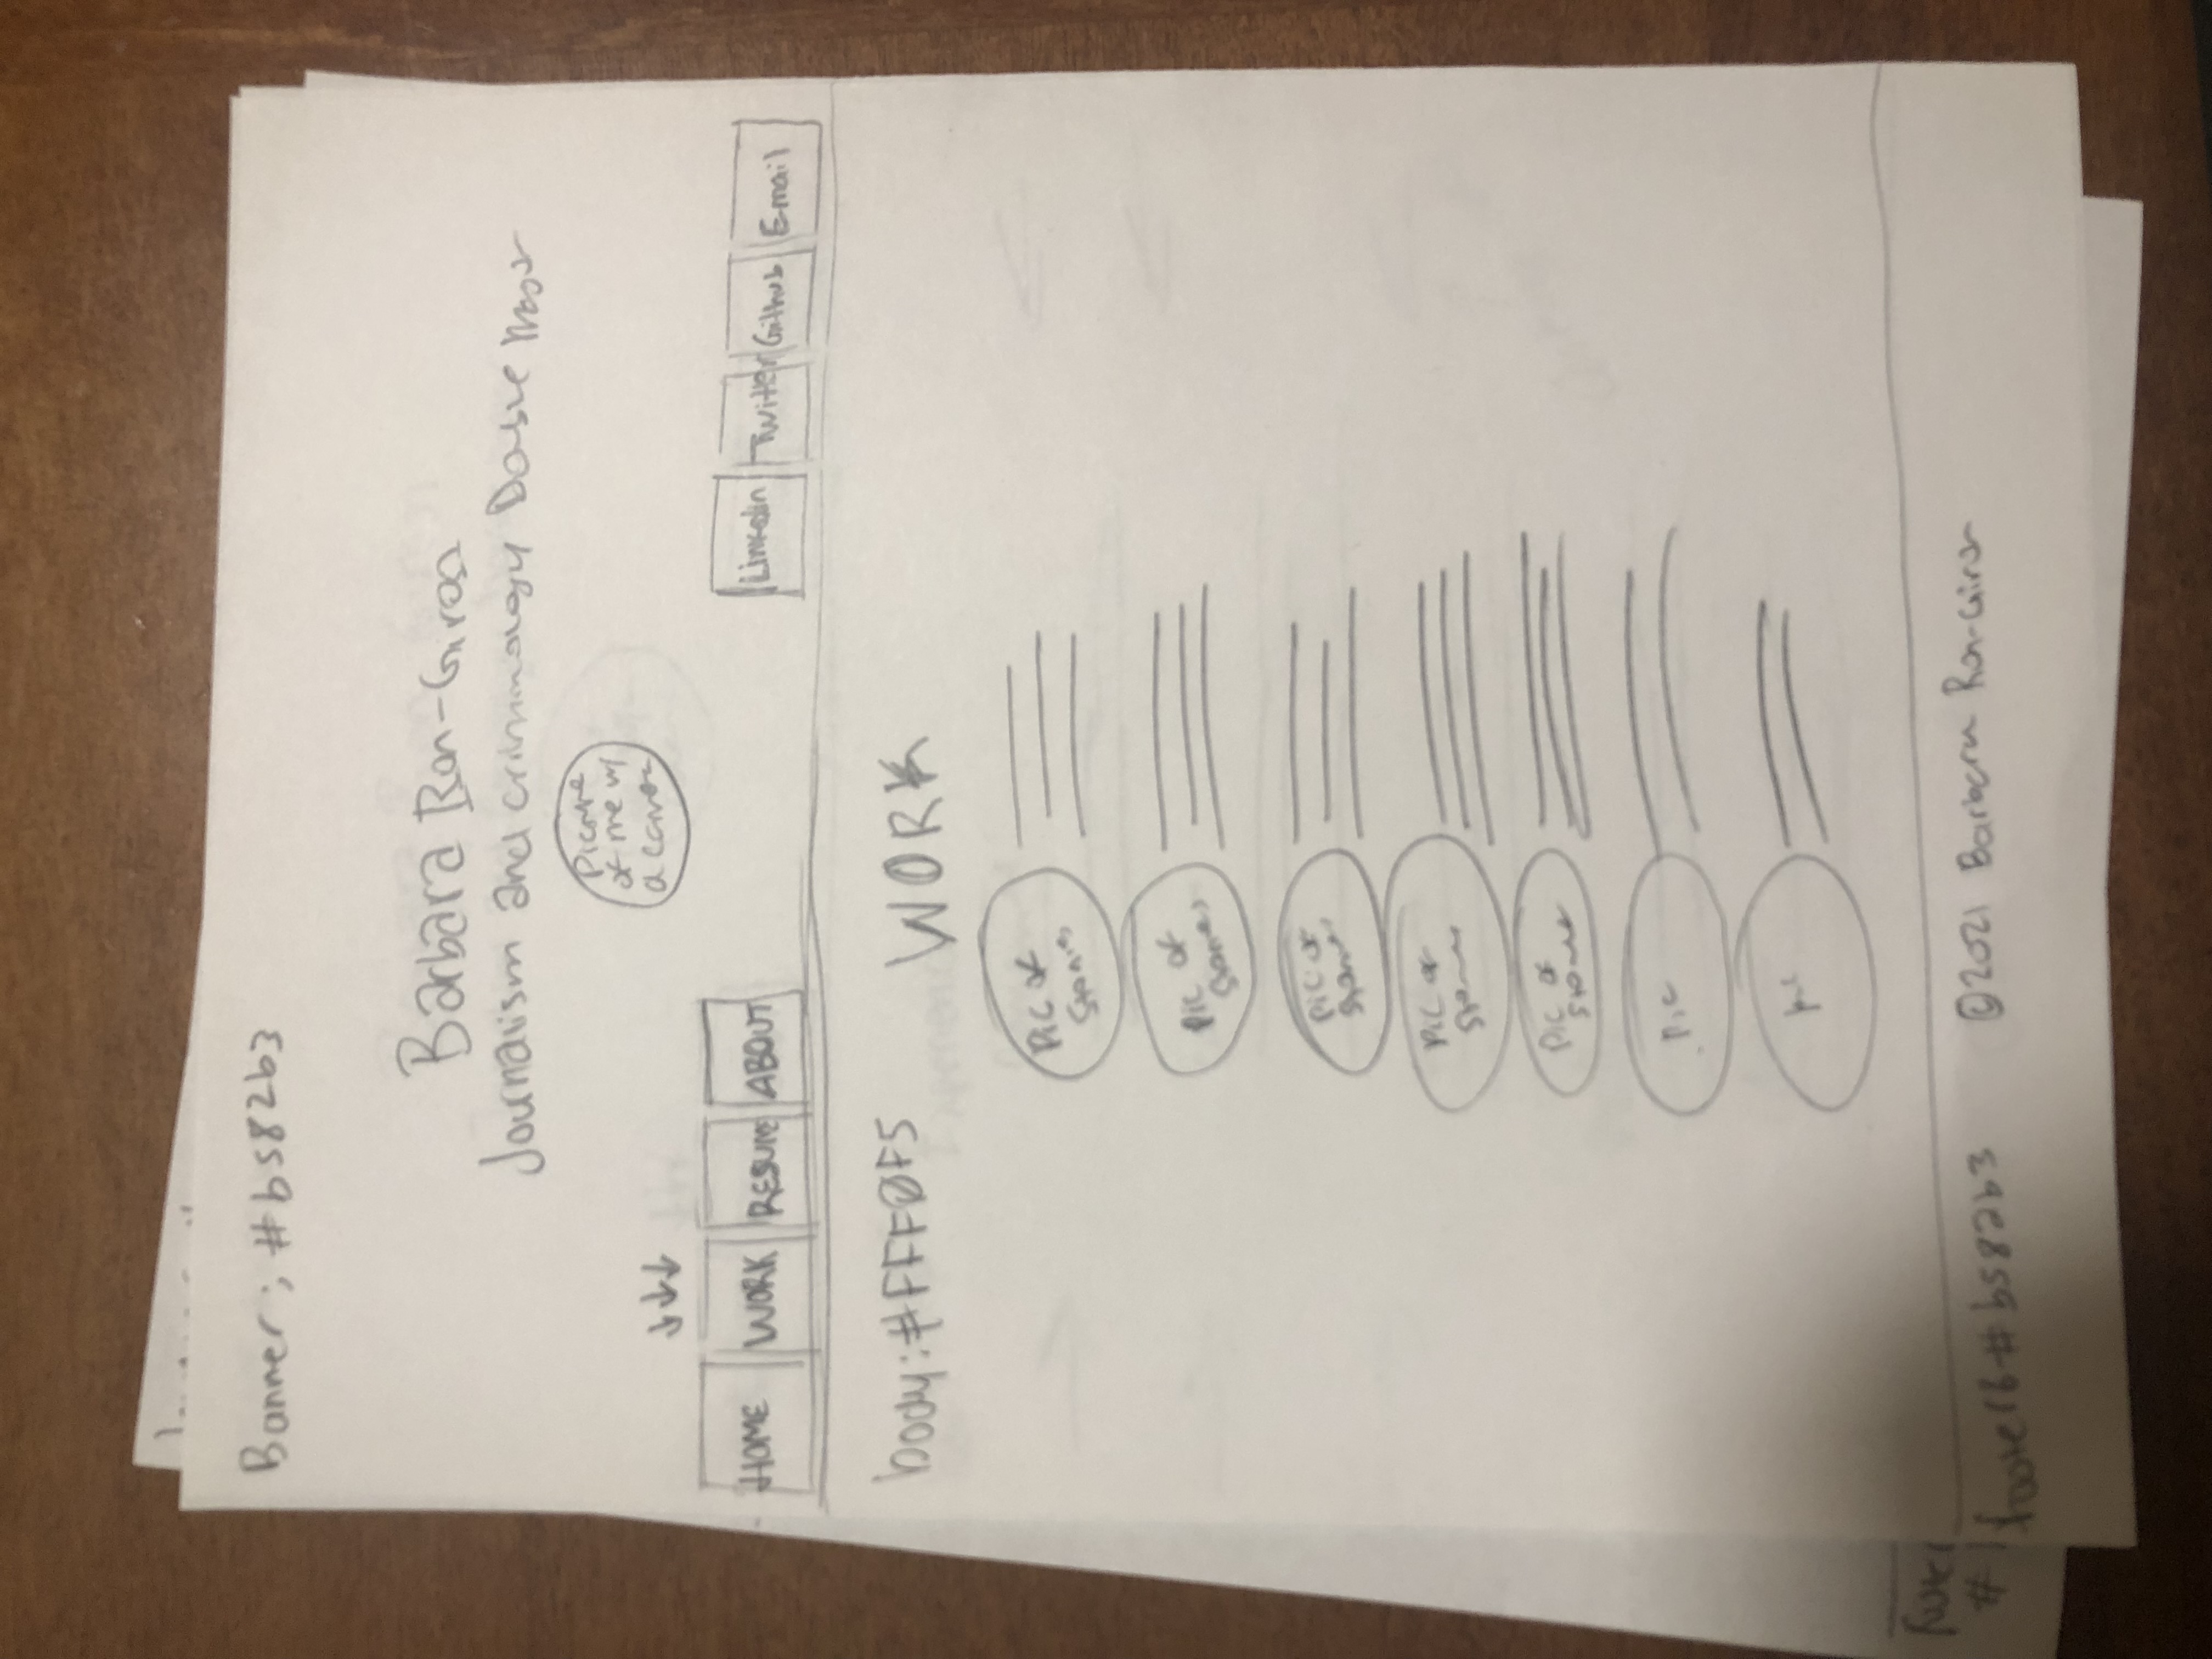 Banner; #b582b3
Barbara Ron-Giron
Journalism and criminology Double Major
Picture
of me w/
a camera
HOME WORK RESUME ABOUT
Linkedin Twitter Github Email
body: #FFF0F5 WORK
Pic of
Stories
Pic of
Stories
Pic of
Stories
Pic of
Stories
Pic of
Stories
Pic
Pic
footer #b582b3 ©2021 Barbara Ron-Giron
footer
#